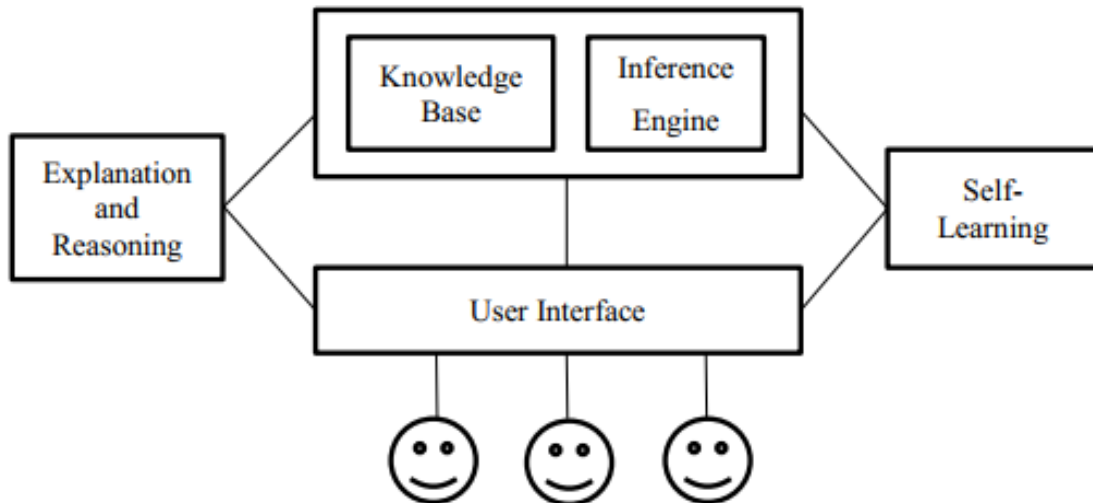 Knowledge
Base
Inference
Engine
Explanation
and
Reasoning
Self-
Learning
User Interface